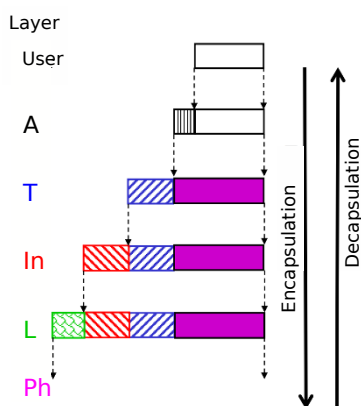 Layer
User
A
T
In
L
Ph
Encapsulation
Decapsulation